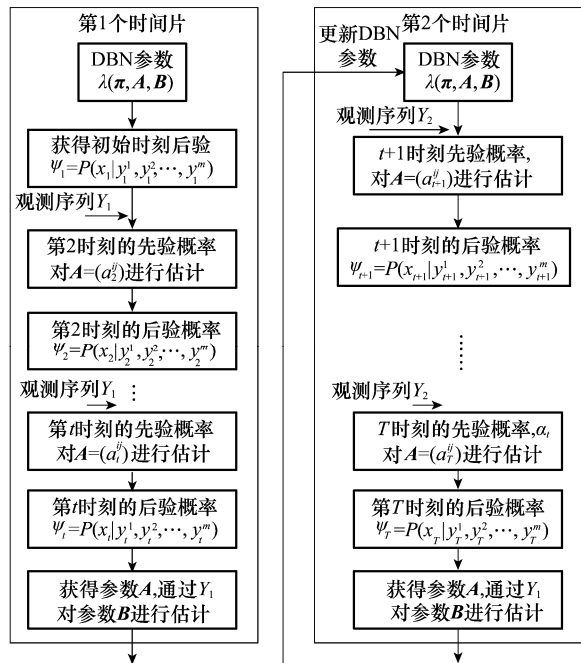 第1个时间片
DBN参数
λ(π,A,B)
获得初始时刻后验
ψ₁=P(x₁|y₁¹,y₁²,⋯,y₁ᵐ)
观测序列Y₁
第2时刻的先验概率
对A=(a₂ⁱʲ)进行估计
第2时刻的后验概率
ψ₂=P(x₂|y₂¹,y₂²,⋯,y₂ᵐ)
观测序列Y₁
⋮
第t时刻的先验概率
对A=(aₜⁱʲ)进行估计
第t时刻的后验概率
ψₜ=P(xₜ|yₜ¹,yₜ²,⋯,yₜᵐ)
获得参数A,通过Y₁
对参数B进行估计
更新DBN
参数
第2个时间片
DBN参数
λ(π,A,B)
观测序列Y₂
t+1时刻先验概率,
对A=(aₜ₊₁ⁱʲ)进行估计
t+1时刻的后验概率
ψₜ₊₁=P(xₜ₊₁|yₜ₊₁¹,yₜ₊₁²,⋯,yₜ₊₁ᵐ)
⋮
观测序列Y₂
T时刻的先验概率,αₜ
对A=(a_Tⁱʲ)进行估计
第T时刻的后验概率
ψ_T=P(x_T|y_T¹,y_T²,⋯,y_Tᵐ)
获得参数A,通过Y₁
对参数B进行估计